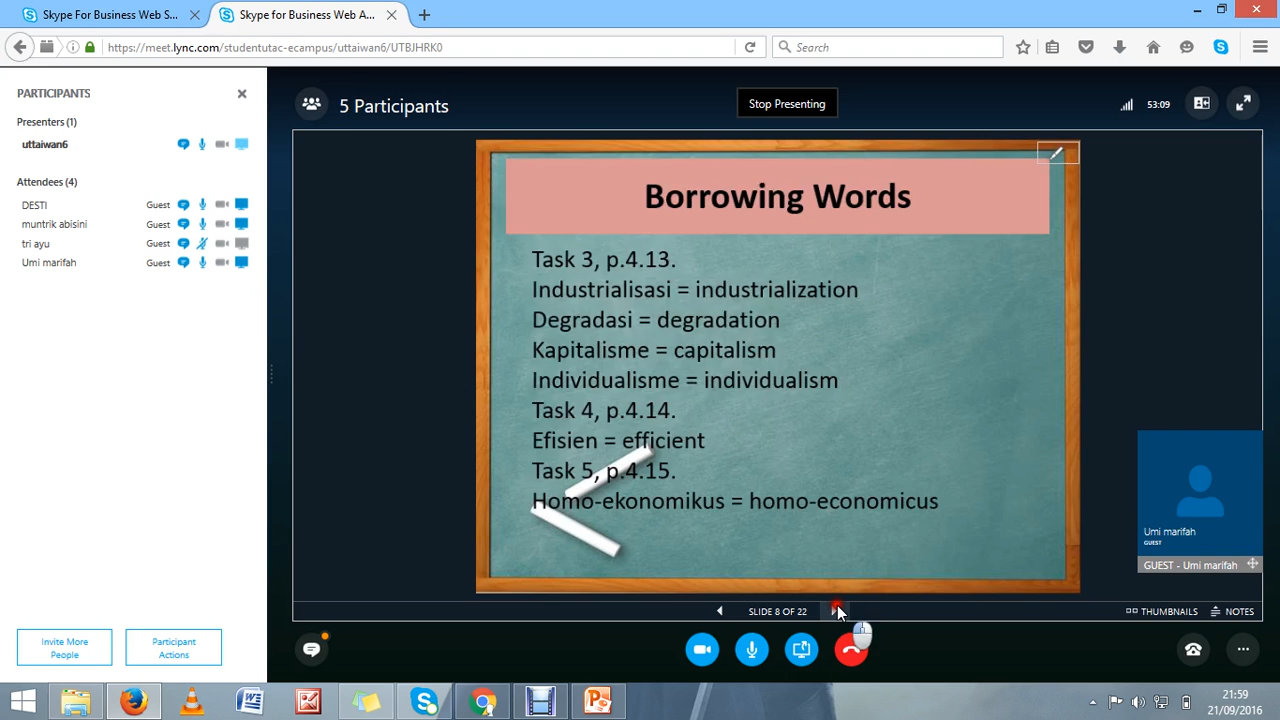 Skype For Business Web S...
Skype for Business Web A...
https://meet.lync.com/studentutac-ecampus/uttaiwan6/UTBJHRK0
Search
PARTICIPANTS
5 Participants
Stop Presenting
53:09
Presenters (1)
uttaiwan6
Attendees (4)
DESTI Guest
muntrik abisini Guest
tri ayu Guest
Umi marifah Guest
Borrowing Words
Task 3, p.4.13.
Industrialisasi = industrialization
Degradasi = degradation
Kapitalisme = capitalism
Individualisme = individualism
Task 4, p.4.14.
Efisien = efficient
Task 5, p.4.15.
Homo-ekonomikus = homo-economicus
Umi marifah
GUEST
GUEST - Umi marifah
SLIDE 8 OF 22
THUMBNAILS
NOTES
Invite More
People
Participant
Actions
21:59
21/09/2016